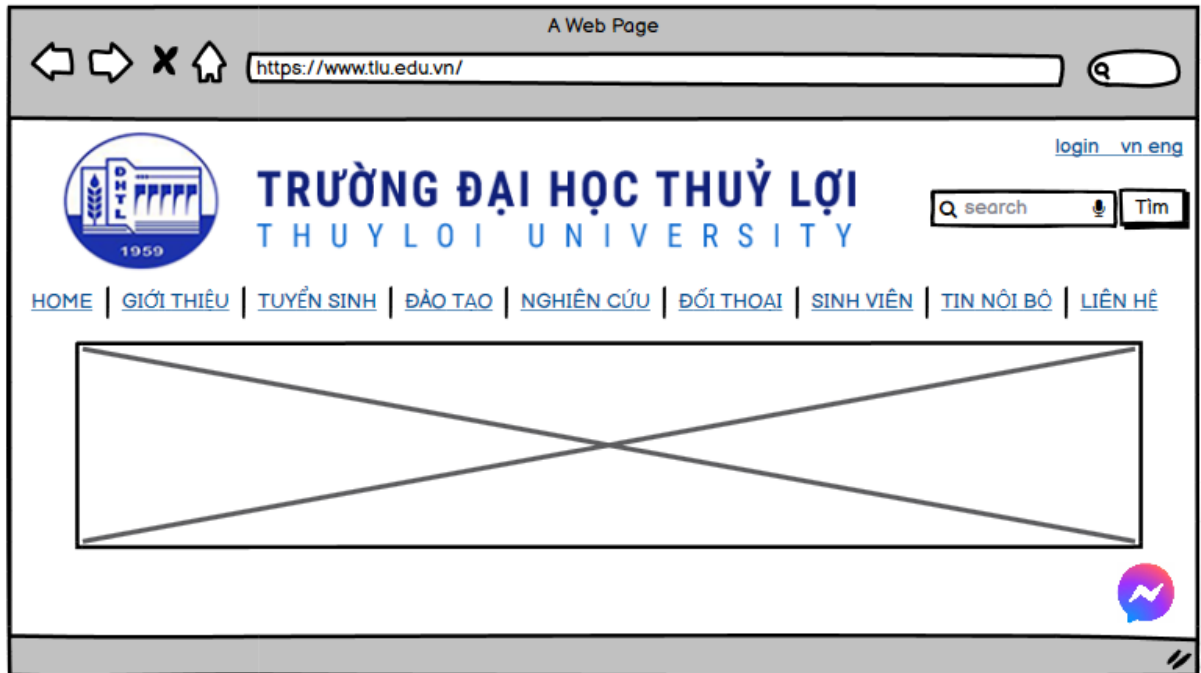 A Web Page
https://www.tlu.edu.vn/
login vn eng
ĐHTL
1959
TRƯỜNG ĐẠI HỌC THUỶ LỢI
THUYLOI UNIVERSITY
search
Tìm
HOME GIỚI THIỆU TUYỂN SINH ĐÀO TẠO NGHIÊN CỨU ĐỐI THOẠI SINH VIÊN TIN NỘI BỘ LIÊN HỆ